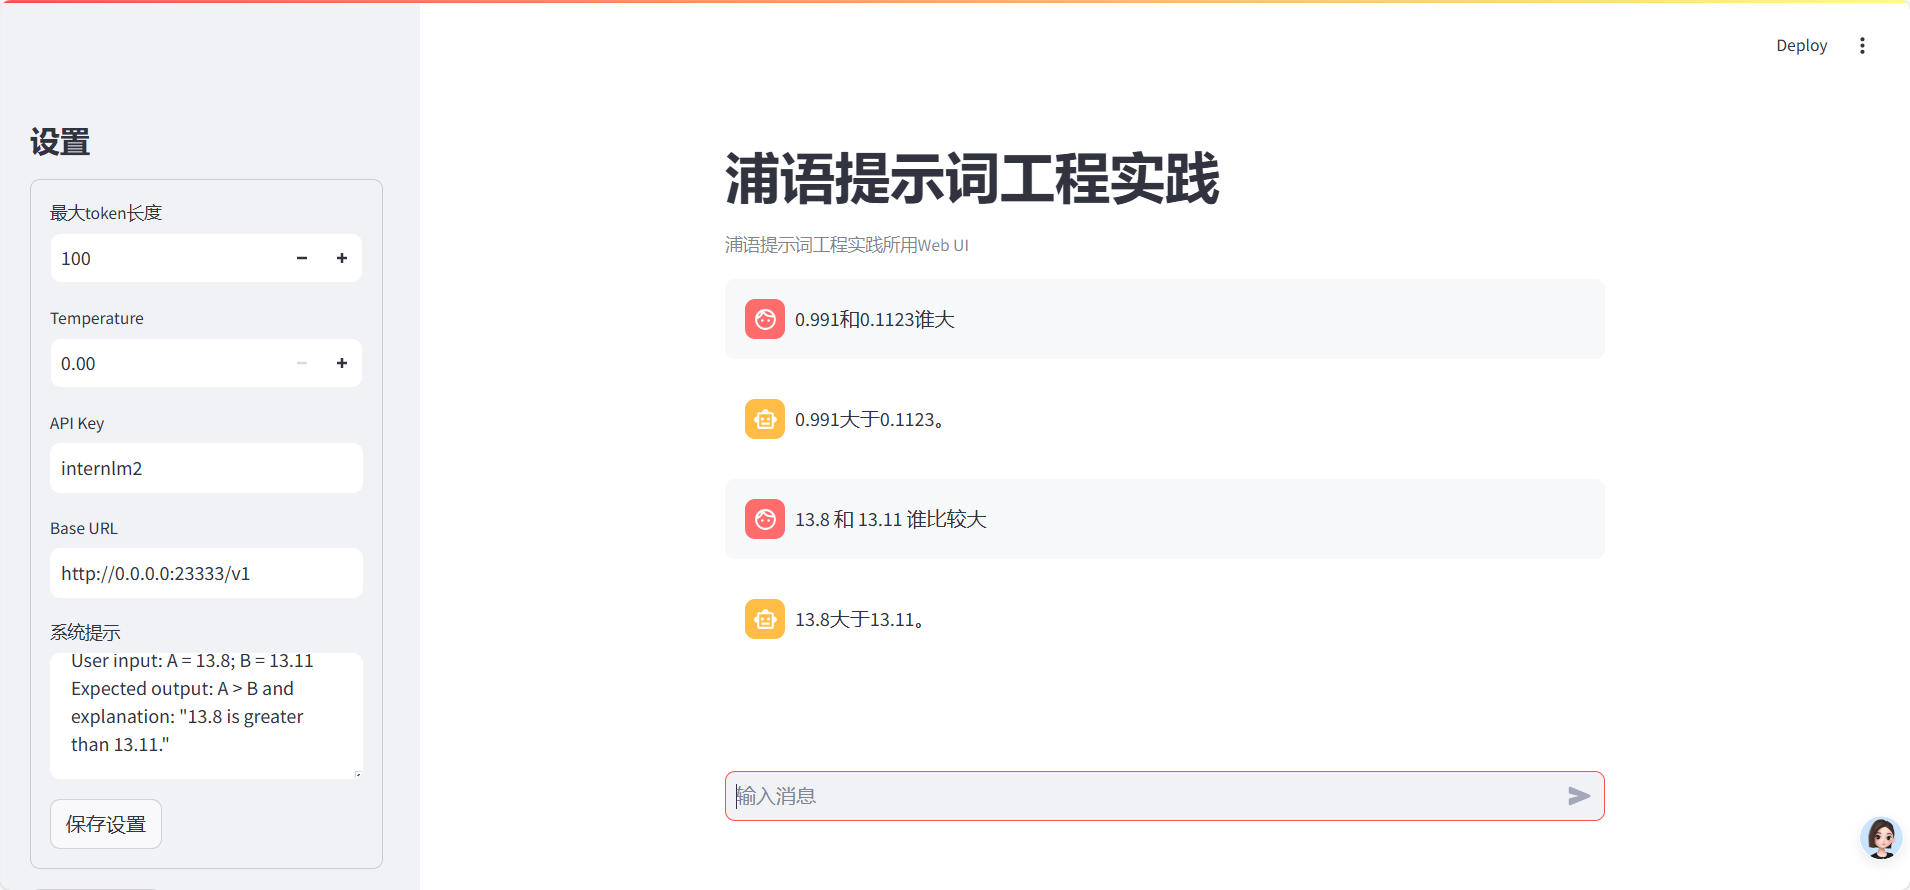 Deploy
设置
最大token长度
100
Temperature
0.00
API Key
internlm2
Base URL
http://0.0.0.0:23333/v1
系统提示
User input: A = 13.8; B = 13.11
Expected output: A > B and
explanation: "13.8 is greater
than 13.11."
保存设置
浦语提示词工程实践
浦语提示词工程实践所用Web UI
0.991和0.1123谁大
0.991大于0.1123。
13.8 和 13.11 谁比较大
13.8大于13.11。
输入消息